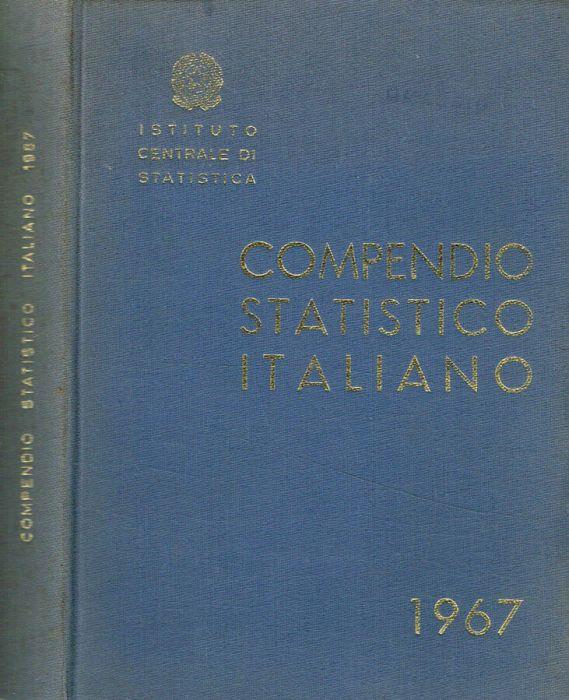 COMPENDIO STATISTICO ITALIANO 1967
ISTITUTO
CENTRALE DI
STATISTICA
COMPENDIO
STATISTICO
ITALIANO
1967